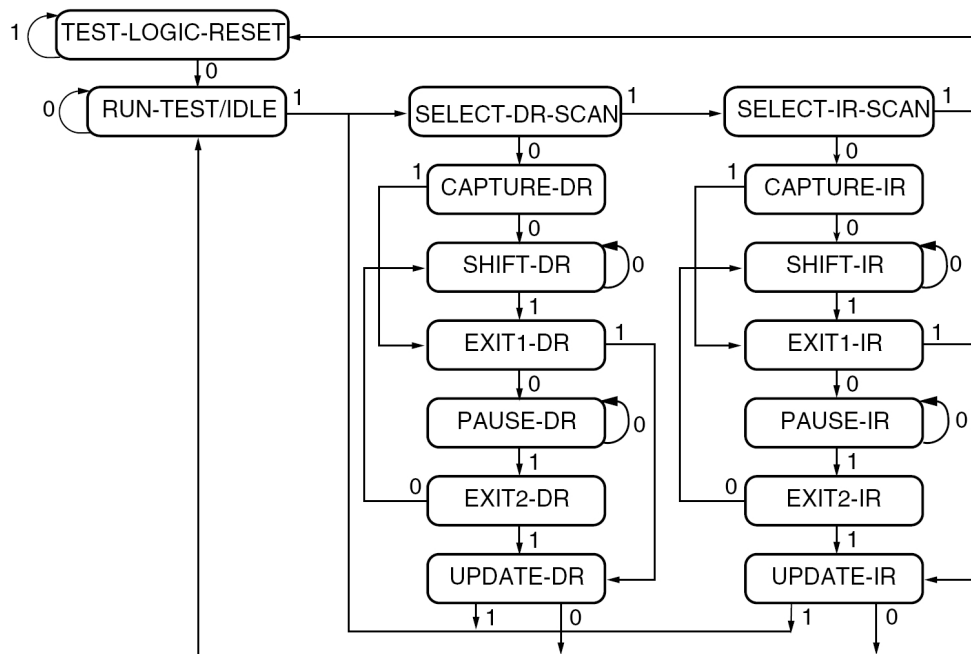 1 TEST-LOGIC-RESET
0
0 RUN-TEST/IDLE 1
SELECT-DR-SCAN 1
SELECT-IR-SCAN 1
0 0
1 CAPTURE-DR
1 CAPTURE-IR
0 0
SHIFT-DR 0
SHIFT-IR 0
1 1
EXIT1-DR 1
EXIT1-IR 1
0 0
PAUSE-DR 0
PAUSE-IR 0
1 1
0 EXIT2-DR
0 EXIT2-IR
1 1
UPDATE-DR
UPDATE-IR
1 0
1 0